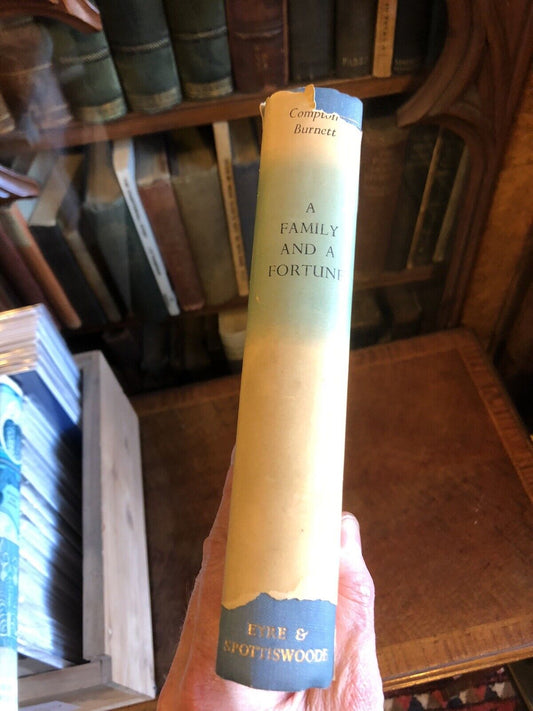 Compton
Burnett
A
FAMILY
AND A
FORTUNE
EYRE &
SPOTTISWOODE